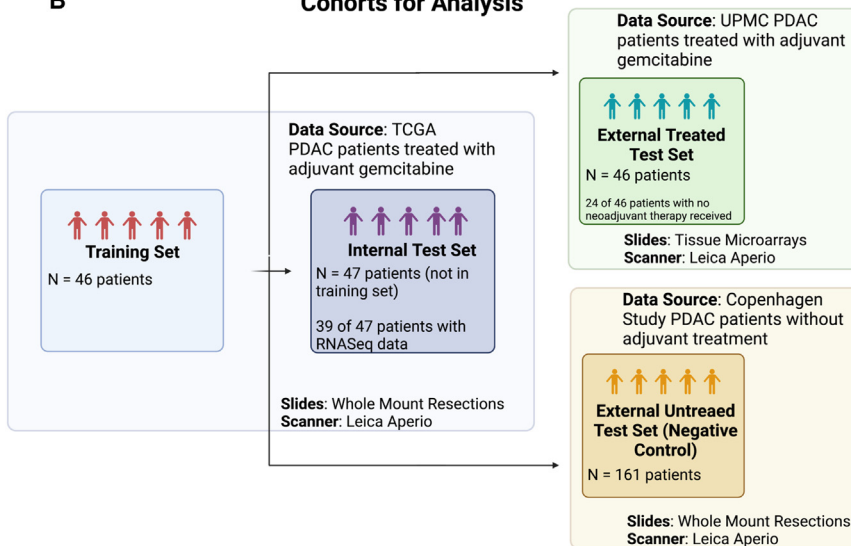 B
Cohorts for Analysis
Data Source: TCGA
PDAC patients treated with
adjuvant gemcitabine
Training Set
N = 46 patients
Internal Test Set
N = 47 patients (not in
training set)
39 of 47 patients with
RNASeq data
Slides: Whole Mount Resections
Scanner: Leica Aperio
Data Source: UPMC PDAC
patients treated with adjuvant
gemcitabine
External Treated
Test Set
N = 46 patients
24 of 46 patients with no
neoadjuvant therapy received
Slides: Tissue Microarrays
Scanner: Leica Aperio
Data Source: Copenhagen
Study PDAC patients without
adjuvant treatment
External Untreaed
Test Set (Negative
Control)
N = 161 patients
Slides: Whole Mount Resections
Scanner: Leica Aperio